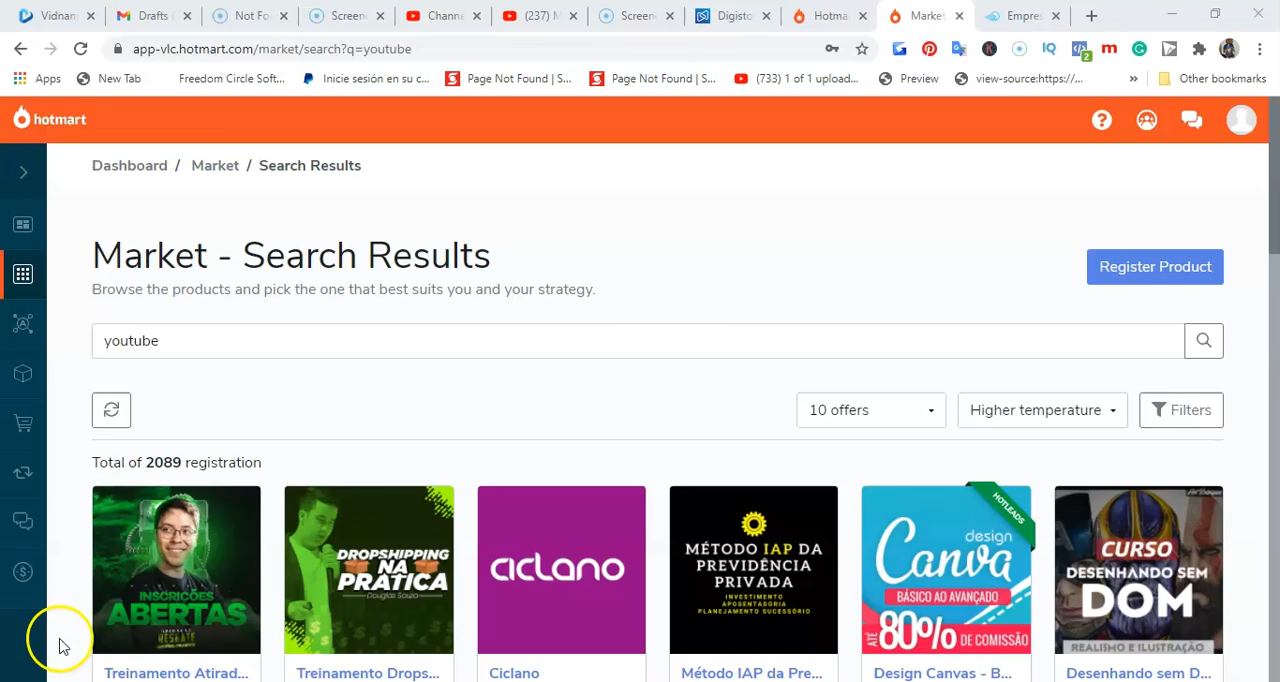 Vidnam
Drafts (
Not Fo
Screen
Channe
(237) M
Screen
Digisto
Hotma
Market
Empres
app-vlc.hotmart.com/market/search?q=youtube
Apps
New Tab
Freedom Circle Soft...
Inicie sesión en su c...
Page Not Found | S...
Page Not Found | S...
(733) 1 of 1 upload...
Preview
view-source:https://...
Other bookmarks
hotmart
Dashboard / Market / Search Results
Market - Search Results
Register Product
Browse the products and pick the one that best suits you and your strategy.
youtube
10 offers
Higher temperature
Filters
Total of 2089 registration
INSCRIÇÕES
ABERTAS
RESGATE
DROPSHIPPING
NA
PRÁTICA
Douglas Souza
ciclano
MÉTODO IAP DA
PREVIDÊNCIA
PRIVADA
INVESTIMENTO
APOSENTADORIA
PLANEJAMENTO SUCESSÓRIO
HOTLEADS
design
Canva
BÁSICO AO AVANÇADO
ATÉ 80% DE COMISSÃO
CURSO
DESENHANDO SEM
DOM
REALISMO E ILUSTRAÇÃO
Treinamento Atirad...
Treinamento Drops...
Ciclano
Método IAP da Pre...
Design Canvas - B...
Desenhando sem D...